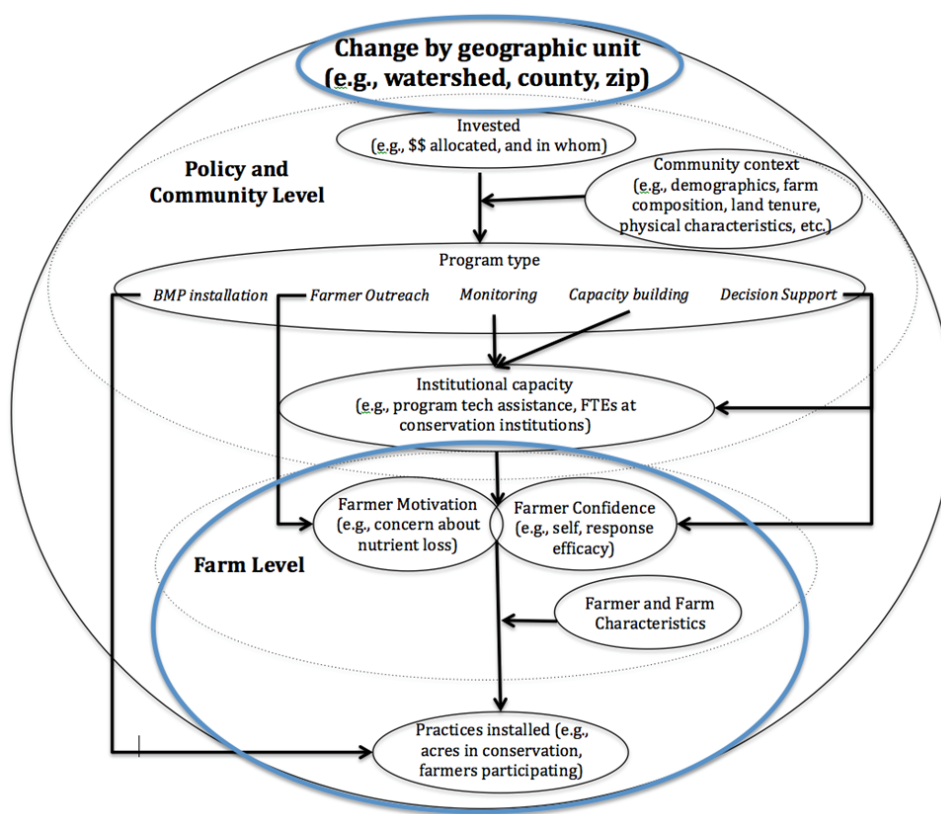 Change by geographic unit
(e.g., watershed, county, zip)
Invested
(e.g., $$ allocated, and in whom)
Policy and
Community Level
Community context
(e.g., demographics, farm
composition, land tenure,
physical characteristics, etc.)
Program type
BMP installation
Farmer Outreach
Monitoring
Capacity building
Decision Support
Institutional capacity
(e.g., program tech assistance, FTEs at
conservation institutions)
Farmer Motivation
(e.g., concern about
nutrient loss)
Farmer Confidence
(e.g., self, response
efficacy)
Farm Level
Farmer and Farm
Characteristics
Practices installed (e.g.,
acres in conservation,
farmers participating)